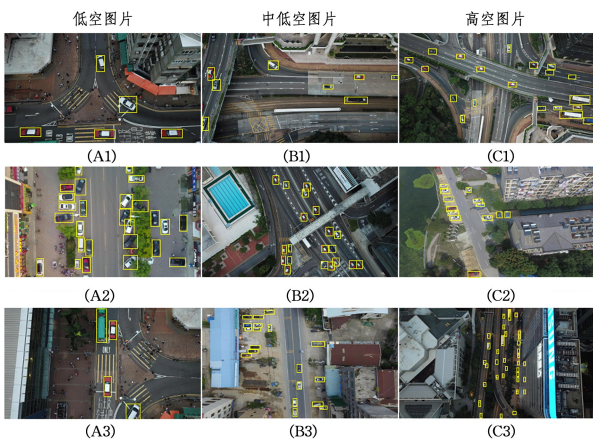 低空图片 中低空图片 高空图片
(A1) (B1) (C1)
(A2) (B2) (C2)
(A3) (B3) (C3)